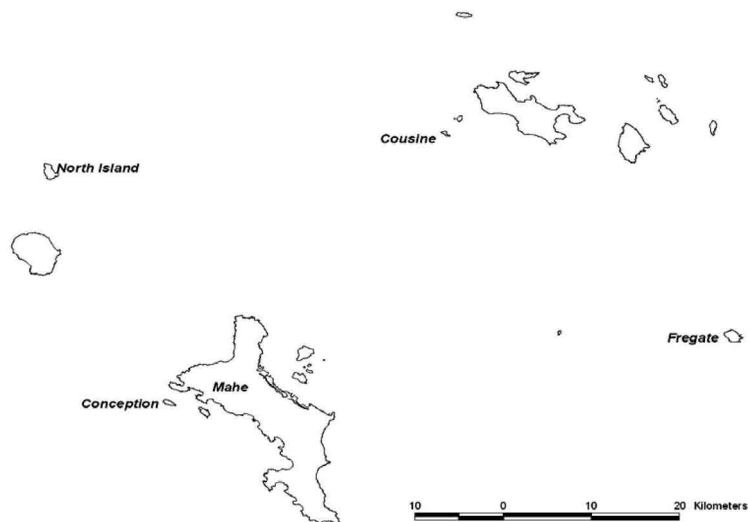 Cousine
North Island
Fregate
Mahe
Conception
10 0 10 20 Kilometers